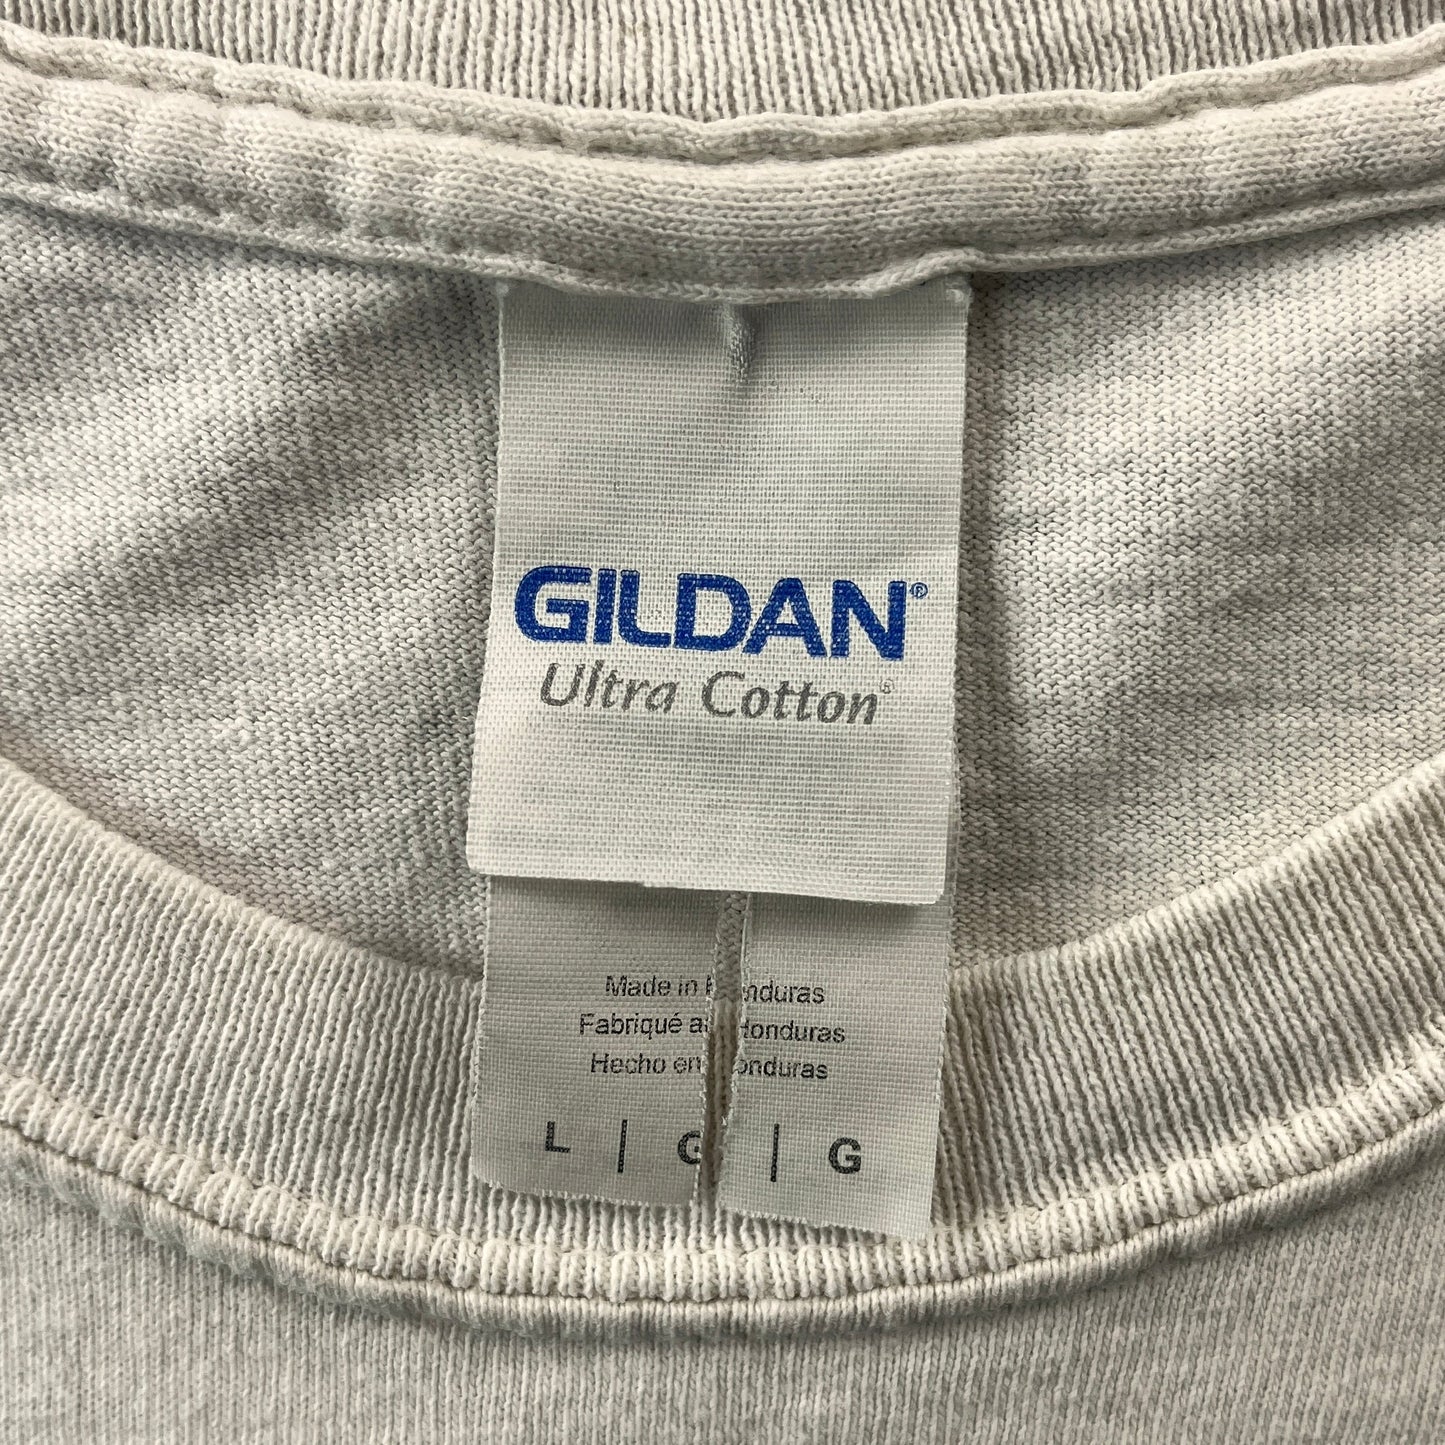 GILDAN®
Ultra Cotton®
Made in Honduras
Fabriqué au Honduras
Hecho en Honduras
L | G | G